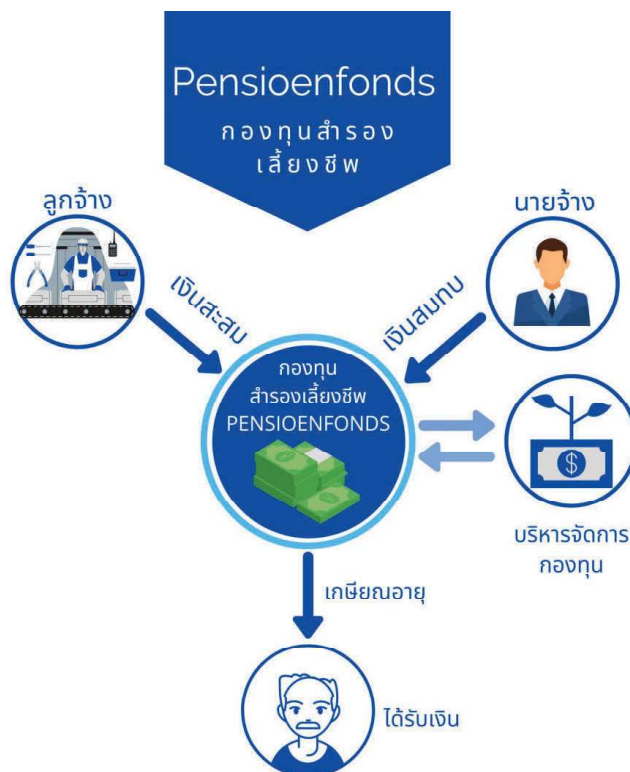 Pensioenfonds
กองทุนสำรอง
เลี้ยงชีพ
ลูกจ้าง
นายจ้าง
เงินสะสม
เงินสมทบ
กองทุน
สำรองเลี้ยงชีพ
PENSIOENFONDS
$
บริหารจัดการ
กองทุน
เกษียณอายุ
ได้รับเงิน